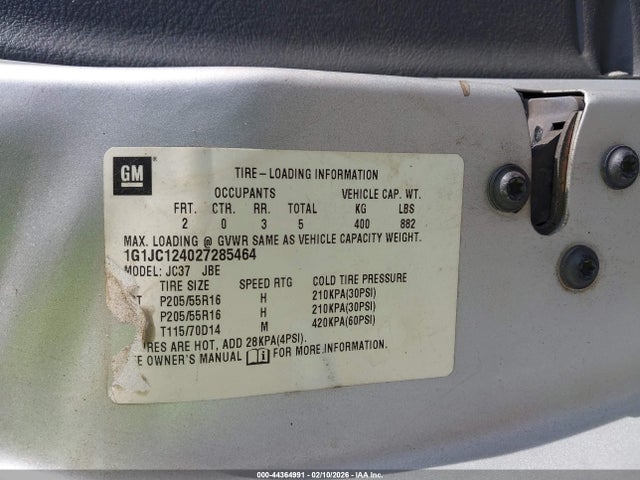 GM
TIRE-LOADING INFORMATION
OCCUPANTS VEHICLE CAP. WT.
FRT. CTR. RR. TOTAL KG LBS
2 0 3 5 400 882
MAX. LOADING @ GVWR SAME AS VEHICLE CAPACITY WEIGHT.
1G1JC124027285464
MODEL: JC37 JBE
TIRE SIZE SPEED RTG COLD TIRE PRESSURE
T P205/55R16 H 210KPA(30PSI)
P205/55R16 H 210KPA(30PSI)
T115/70D14 M 420KPA(60PSI)
RES ARE HOT, ADD 28KPA(4PSI).
E OWNER'S MANUAL i FOR MORE INFORMATION.
000-44364991 - 02/10/2026 - IAA Inc.